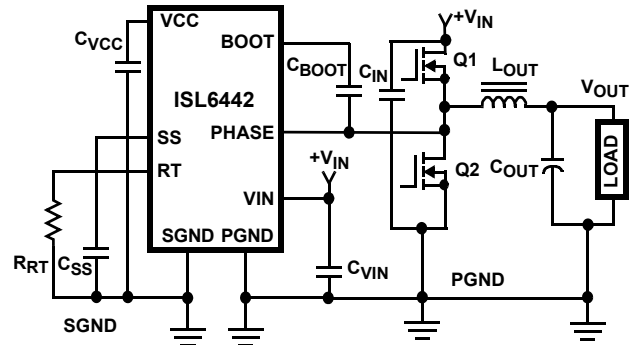 +VIN
VCC
CVCC
BOOT
Q1
CBOOT
CIN
LOUT
VOUT
ISL6442
SS
PHASE
+VIN
RT
VIN
Q2
COUT
LOAD
SGND PGND
RRT
CSS
CVIN
PGND
SGND